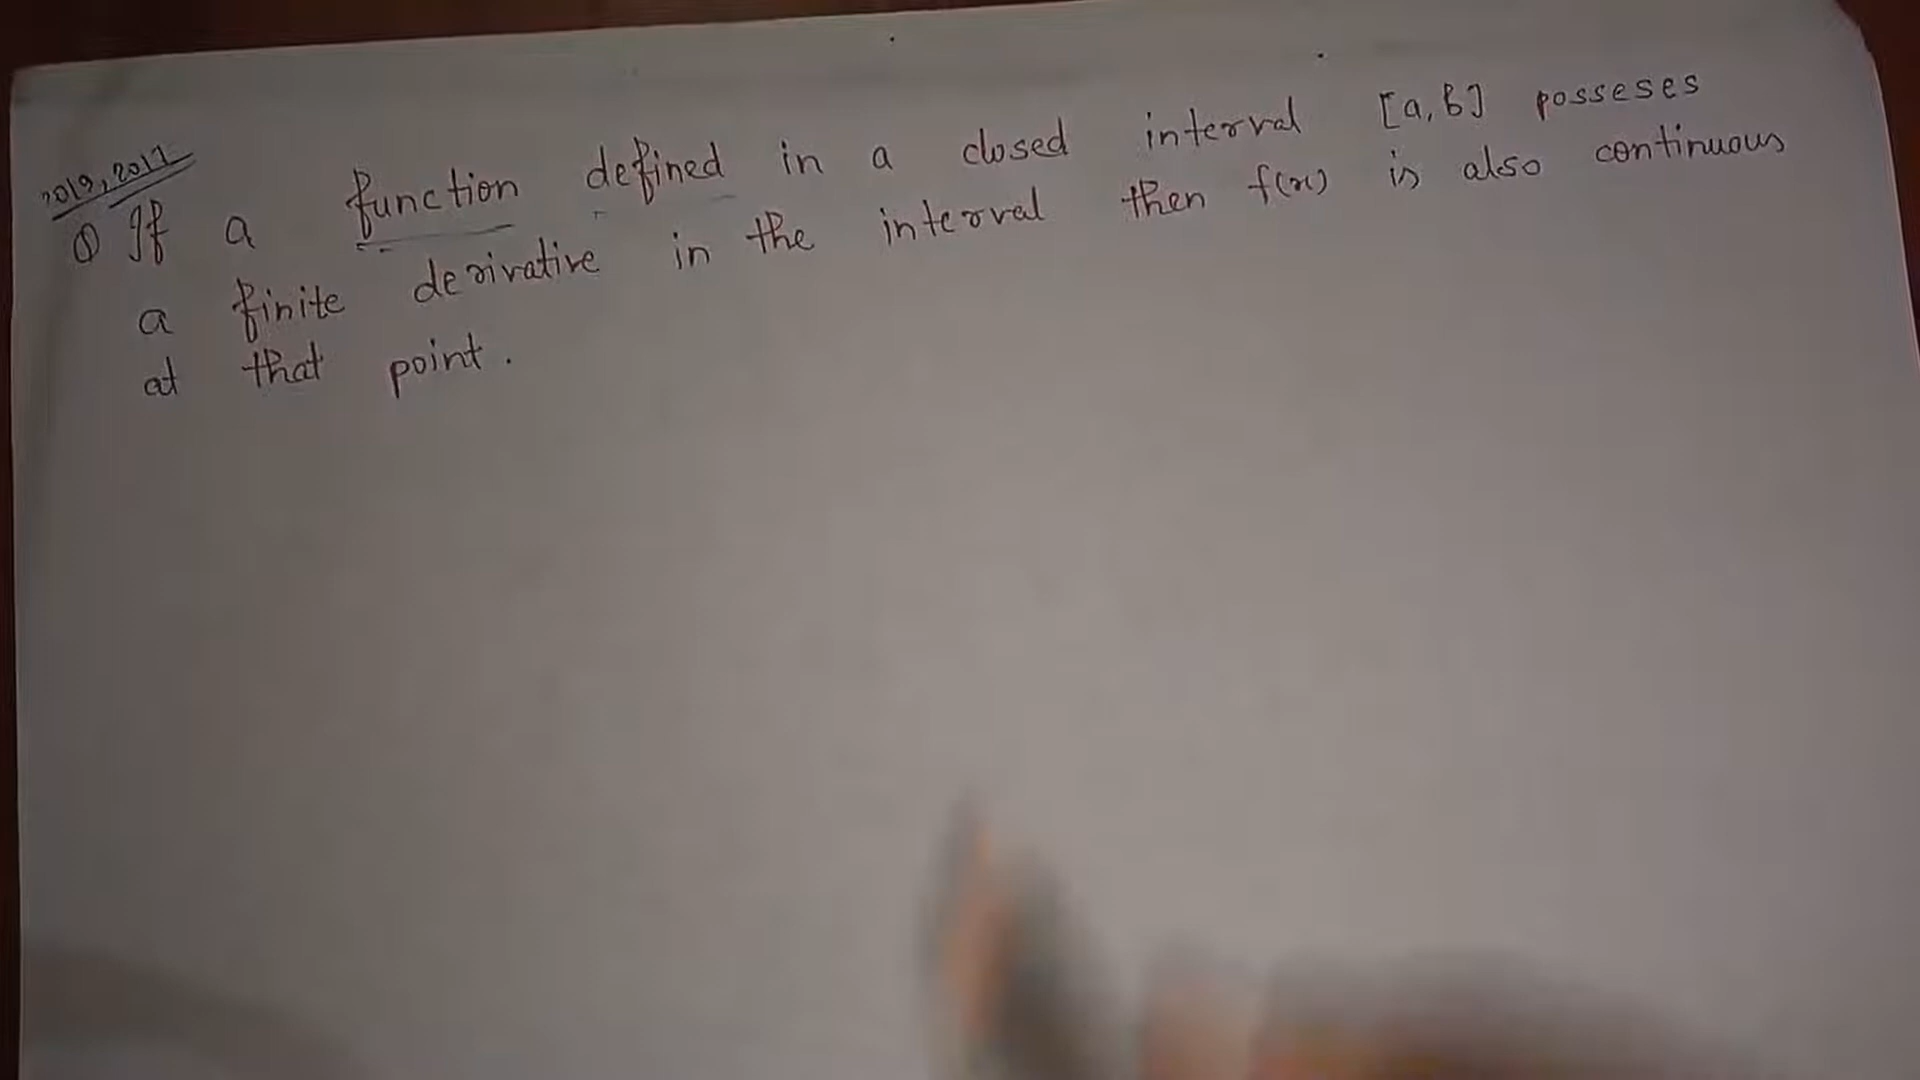 2019, 2017
Q If a function defined in a closed interval [a,b] posseses
a finite derivative in the interval then f(x) is also continuous
at that point.